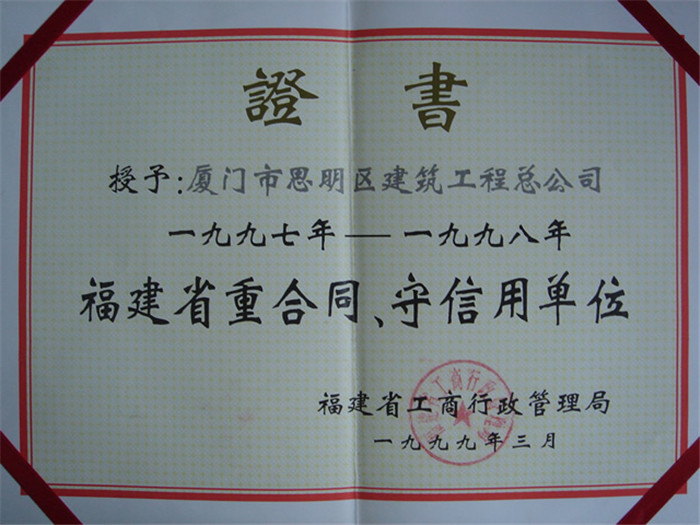 證書
授予:厦门市思明区建筑工程总公司
一九九七年——一九九八年
福建省重合同、守信用单位
福建省工商行政管理局
一九九九年三月